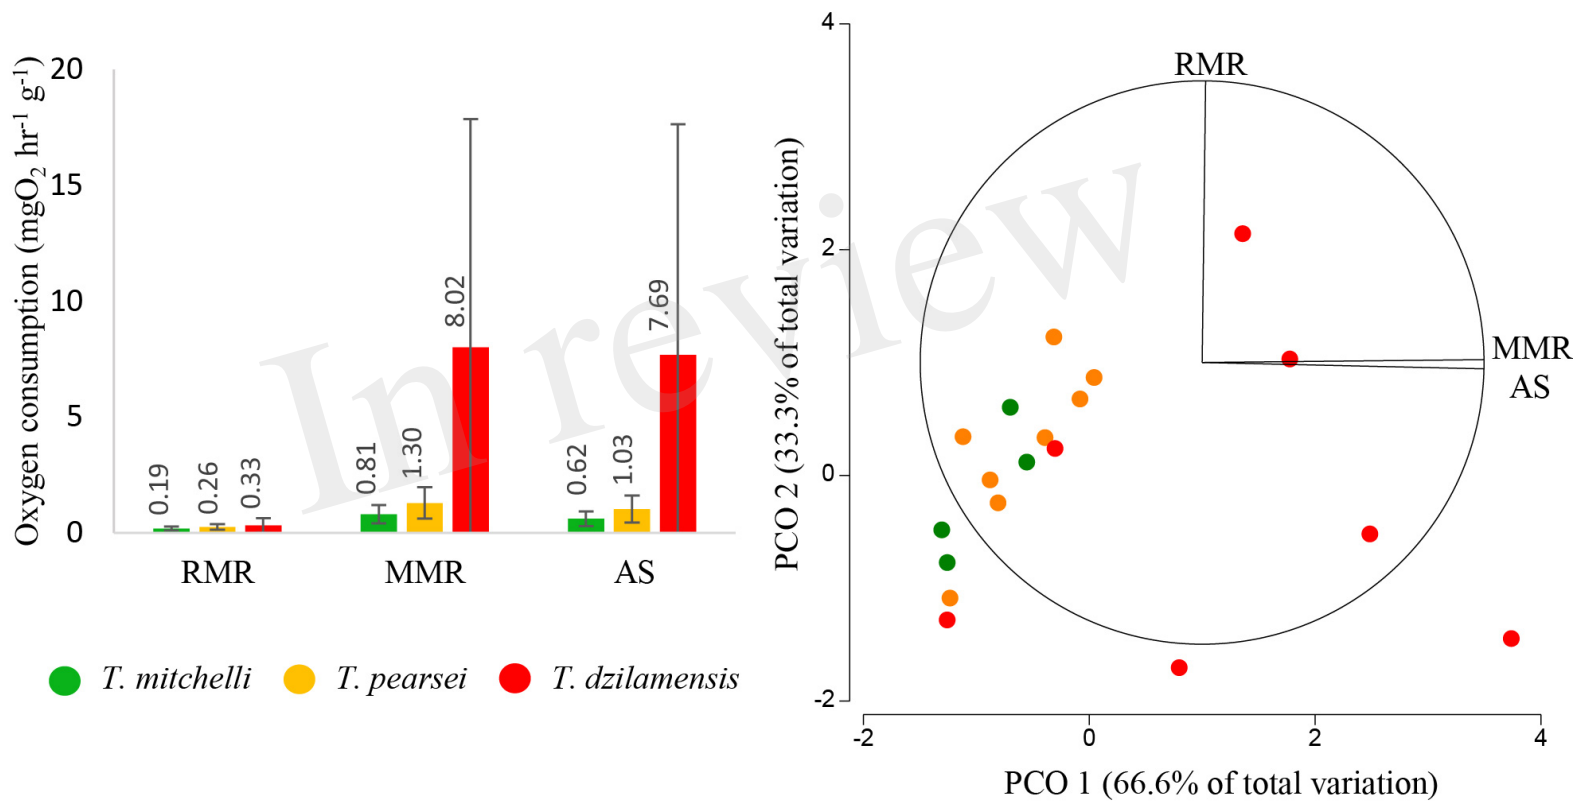 Oxygen consumption (mgO2 hr-1 g-1)
20
15
10
5
0
0.19
0.26
0.33
0.81
1.30
8.02
0.62
1.03
7.69
RMR
MMR
AS
T. mitchelli
T. pearsei
T. dzilamensis
PCO 2 (33.3% of total variation)
4
2
0
-2
RMR
MMR
AS
-2
0
2
4
PCO 1 (66.6% of total variation)
In review